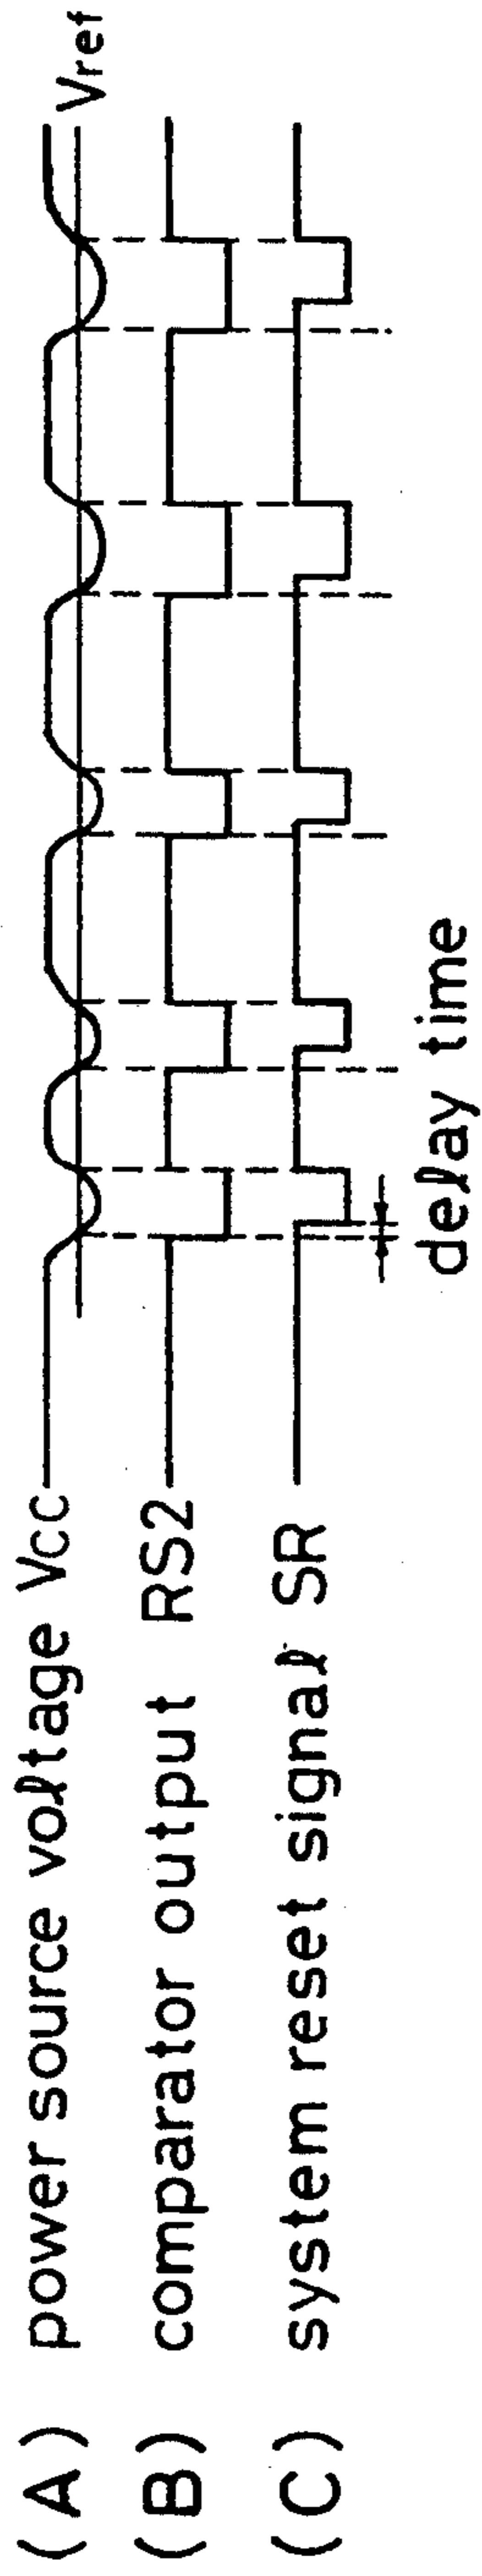 (A) power source voltage Vcc
Vref
(B) comparator output RS2
(C) system reset signal SR
delay time